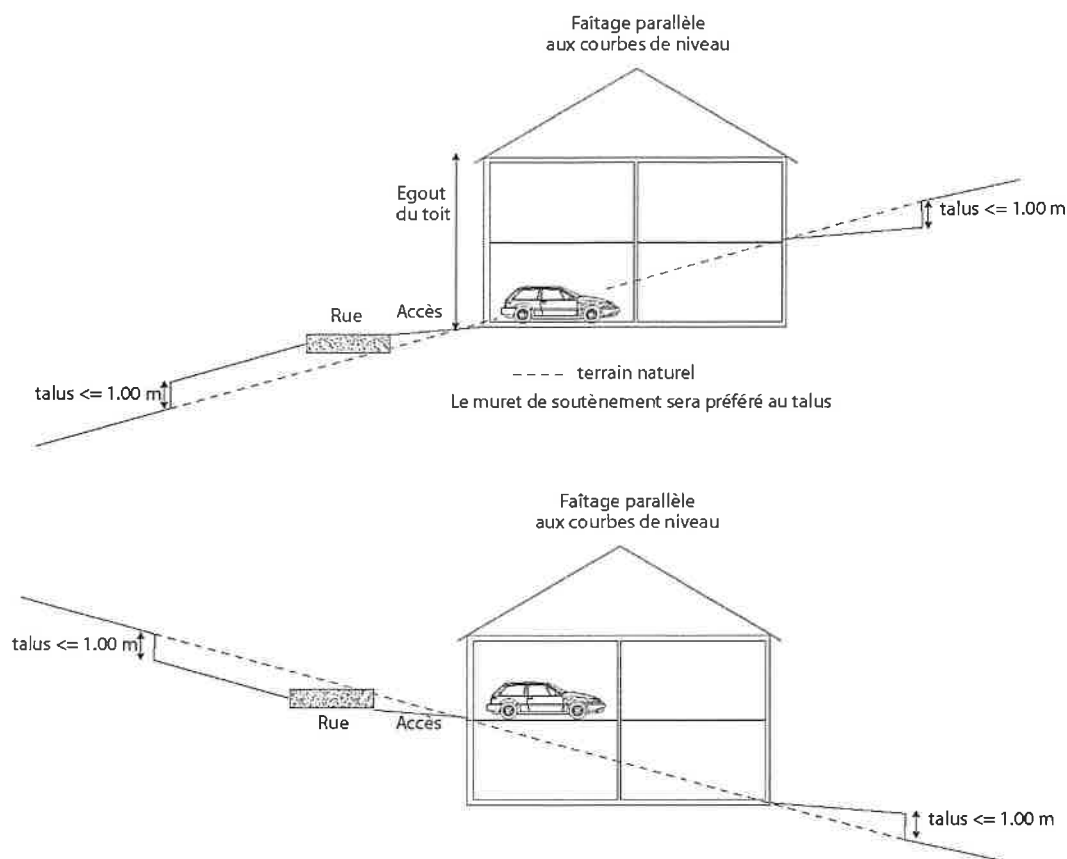 Faîtage parallèle
aux courbes de niveau
Egout
du toit
talus <= 1.00 m
Rue
Accès
talus <= 1.00 m
---- terrain naturel
Le muret de soutènement sera préféré au talus
Faîtage parallèle
aux courbes de niveau
talus <= 1.00 m
Rue
Accès
talus <= 1.00 m